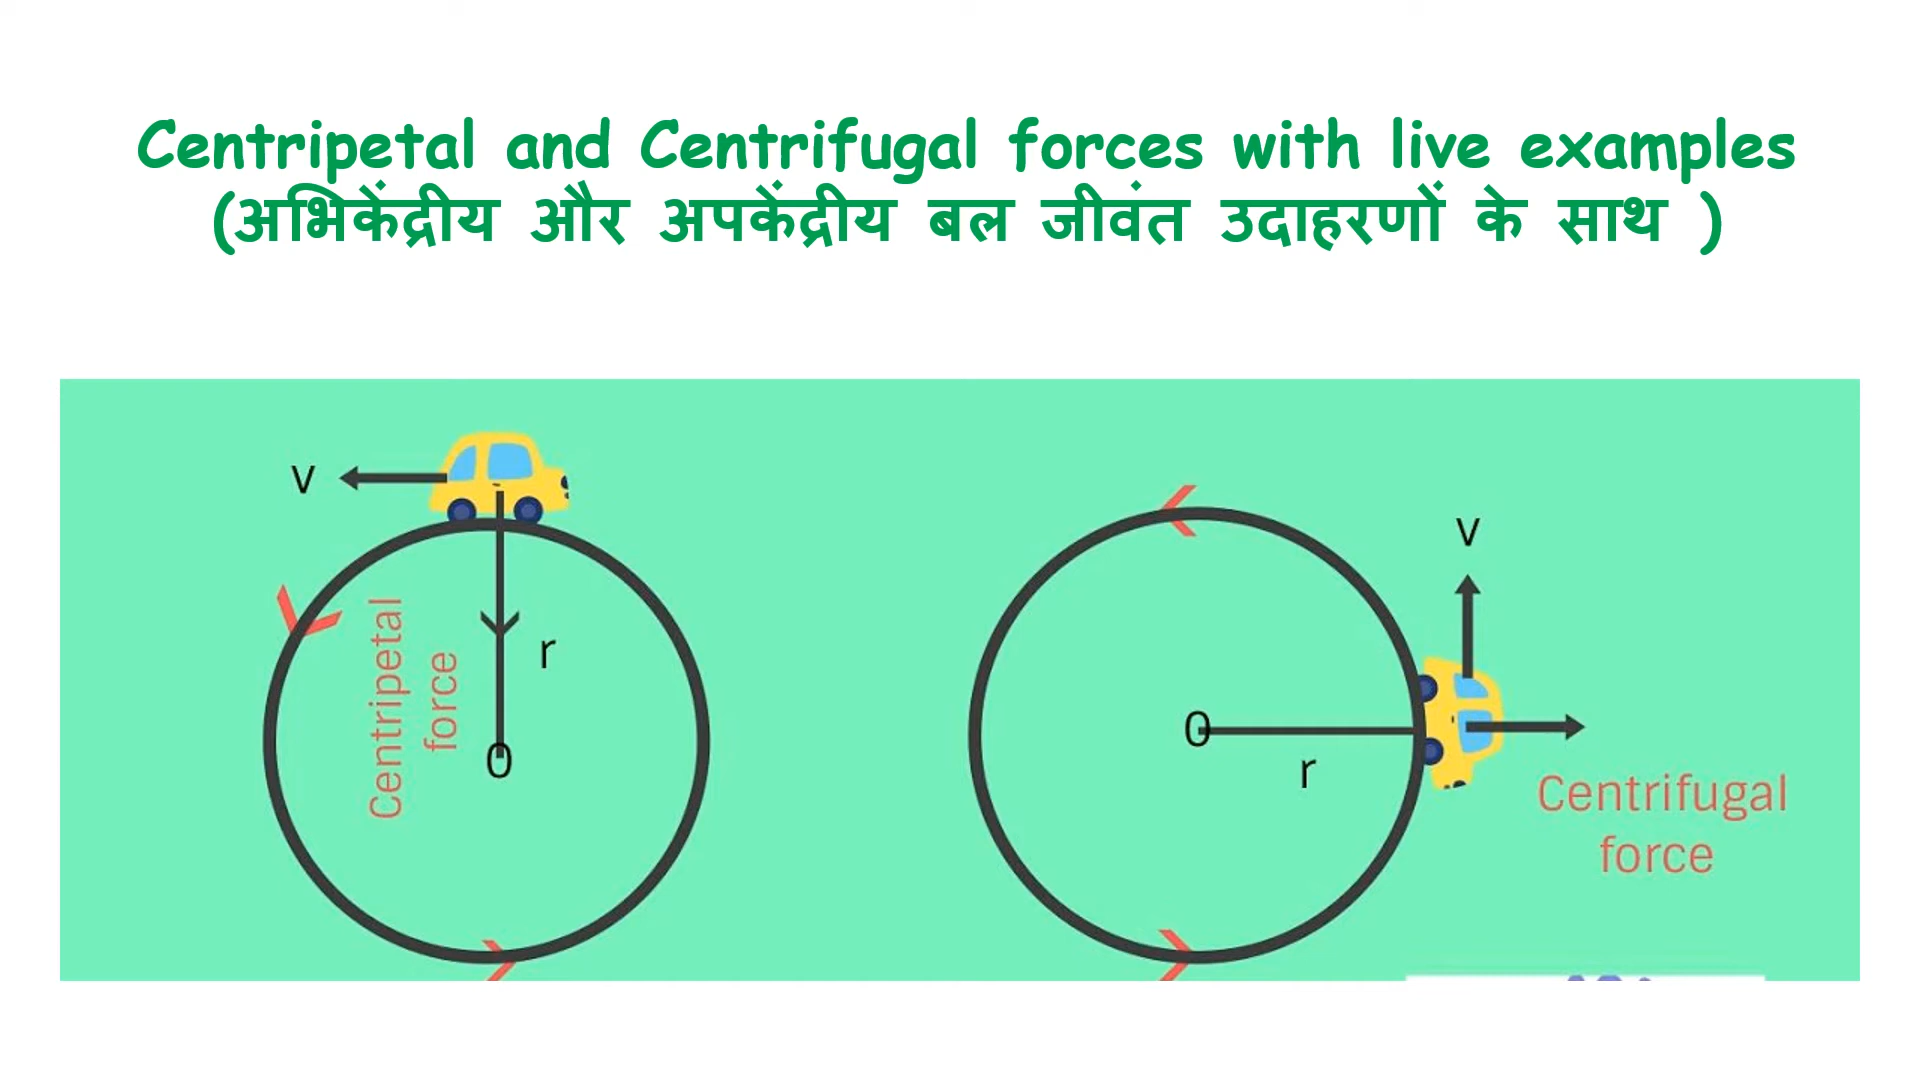 Centripetal and Centrifugal forces with live examples
(अभिकेंद्रीय और अपकेंद्रीय बल जीवंत उदाहरणों के साथ )
v
Centripetal
force
r
0
v
0
r
Centrifugal
force